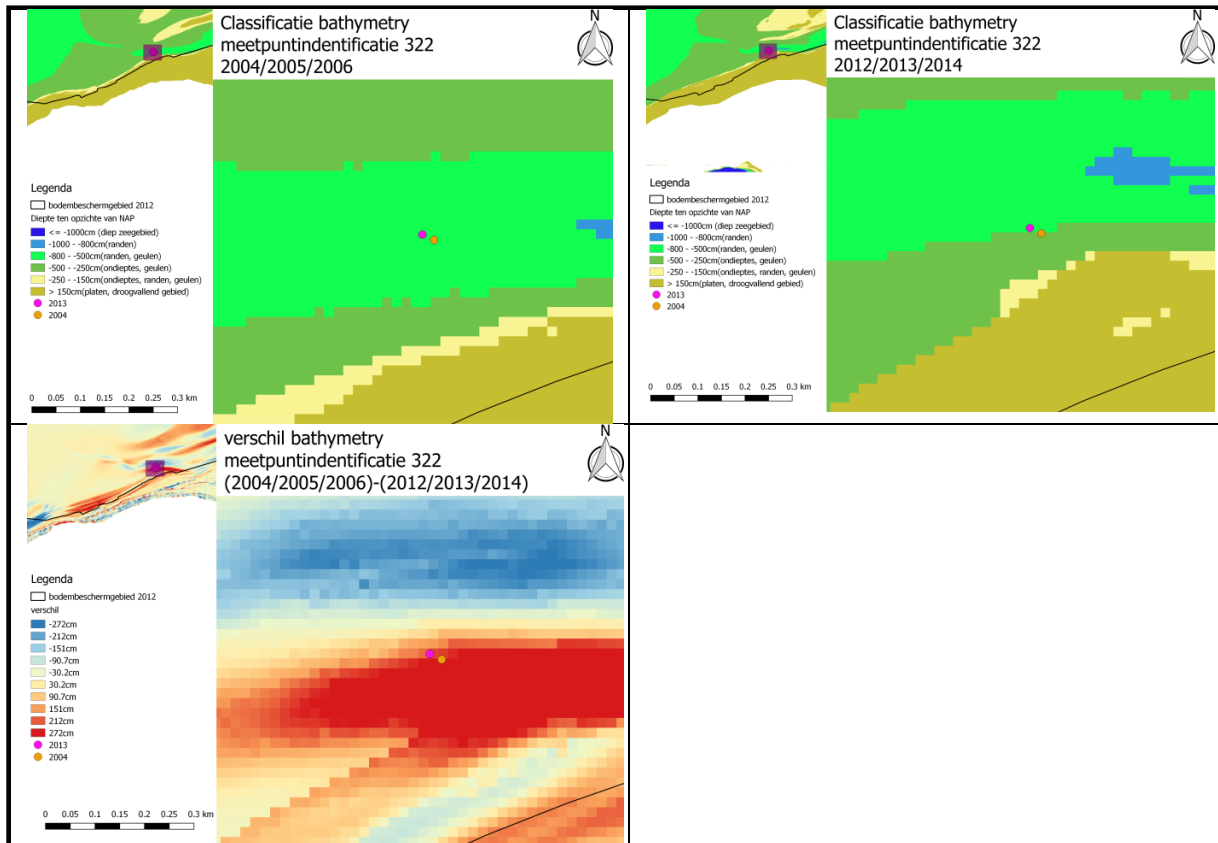 Classificatie bathymetry
meetpuntindentificatie 322
2004/2005/2006
N
Legenda
bodembeschermgebied 2012
Diepte ten opzichte van NAP
<= -1000cm (diep zeegebied)
-1000 - -800cm(randen)
-800 - -500cm(randen, geulen)
-500 - -250cm(ondieptes, geulen)
-250 - -150cm(ondieptes, randen, geulen)
> 150cm(platen, droogvallend gebied)
2013
2004
0 0.05 0.1 0.15 0.2 0.25 0.3 km
Classificatie bathymetry
meetpuntindentificatie 322
2012/2013/2014
N
Legenda
bodembeschermgebied 2012
Diepte ten opzichte van NAP
<= -1000cm (diep zeegebied)
-1000 - -800cm(randen)
-800 - -500cm(randen, geulen)
-500 - -250cm(ondieptes, geulen)
-250 - -150cm(ondieptes, randen, geulen)
> 150cm(platen, droogvallend gebied)
2013
2004
0 0.05 0.1 0.15 0.2 0.25 0.3 km
verschil bathymetry
meetpuntindentificatie 322
(2004/2005/2006)-(2012/2013/2014)
N
Legenda
bodembeschermgebied 2012
verschil
-272cm
-212cm
-151cm
-90.7cm
-30.2cm
30.2cm
90.7cm
151cm
212cm
272cm
2013
2004
0 0.05 0.1 0.15 0.2 0.25 0.3 km